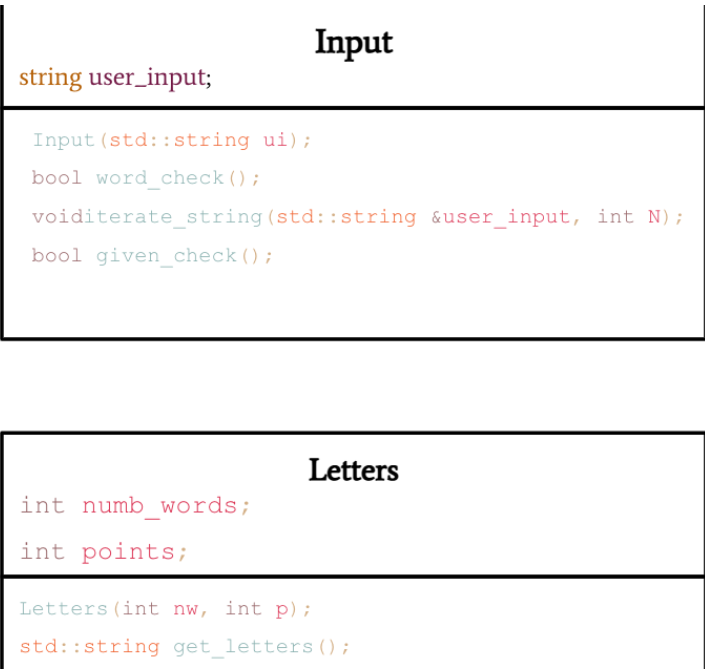 Input
string user_input;
Input(std::string ui);
bool word_check();
voiditerate_string(std::string &user_input, int N);
bool given_check();
Letters
int numb_words;
int points;
Letters(int nw, int p);
std::string get_letters();